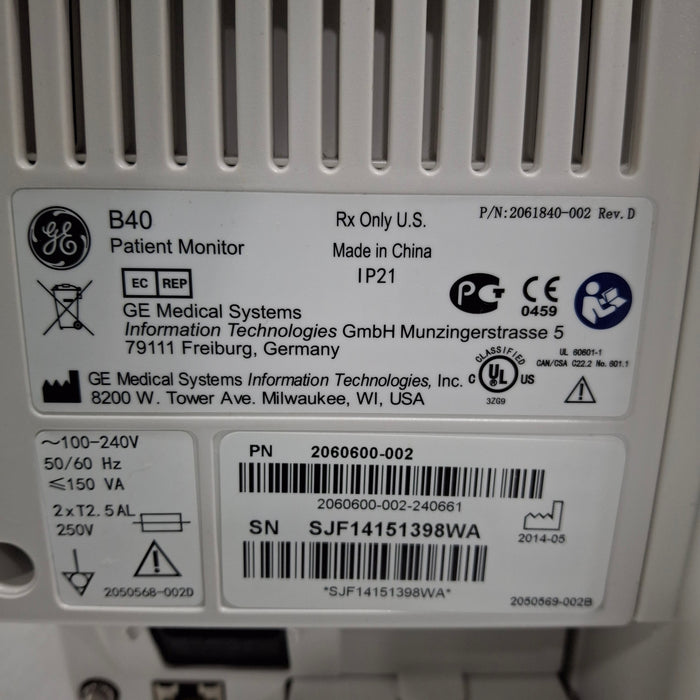 GE
B40
Patient Monitor
Rx Only U.S.
Made in China
IP21
P/N:2061840-002 Rev.D
EC REP
CE
0459
GE Medical Systems
Information Technologies GmbH Munzingerstrasse 5
79111 Freiburg, Germany
GE Medical Systems Information Technologies, Inc.
8200 W. Tower Ave. Milwaukee, WI, USA
CLASSIFIED
C UL US
3ZG9
UL 60601-1
CAN/CSA C22.2 No. 601.1
~100-240V
50/60 Hz
≤150 VA
2xT2.5AL
250V
2050568-002D
PN 2060600-002
2060600-002-240661
SN SJF14151398WA
*SJF14151398WA*
2014-05
2050569-002B